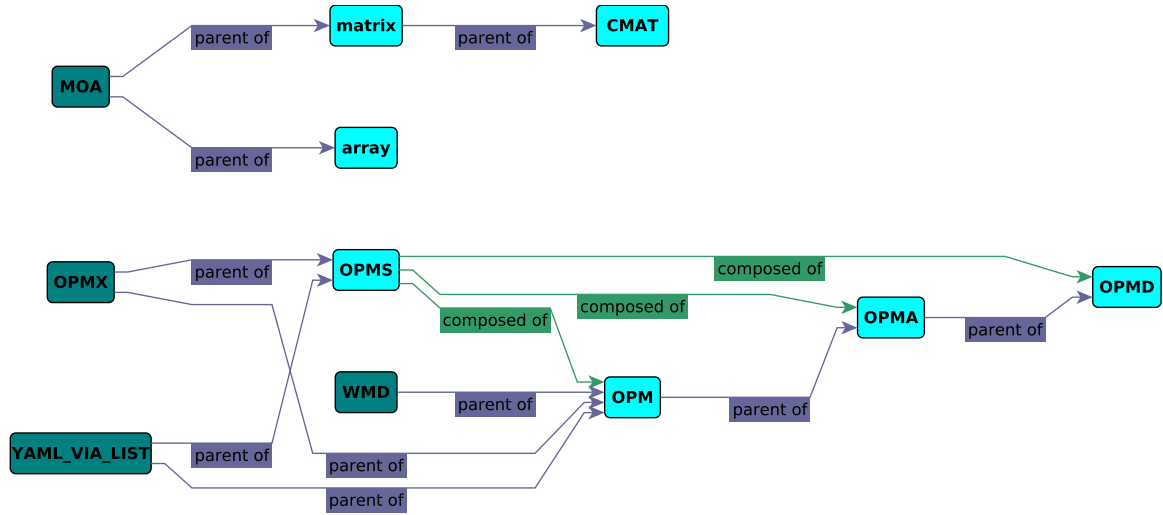 matrix
CMAT
parent of
parent of
MOA
array
parent of
OPMX
parent of
OPMS
composed of
OPMD
composed of
OPMA
composed of
parent of
WMD
parent of
OPM
parent of
YAML_VIA_LIST
parent of
parent of
parent of